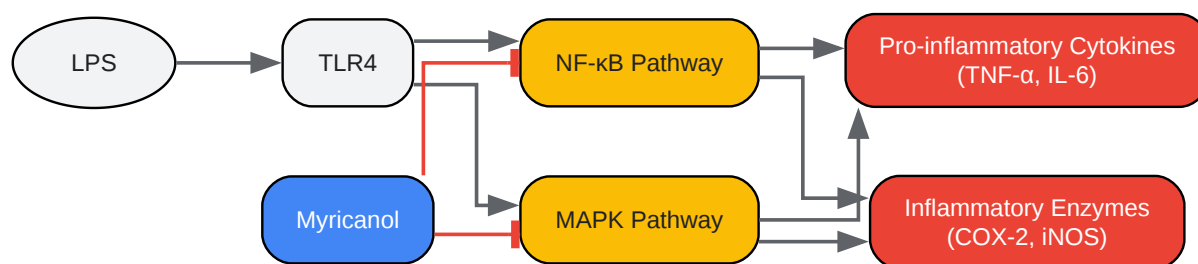 LPS
TLR4
NF-κB Pathway
Pro-inflammatory Cytokines
(TNF-α, IL-6)
Myricanol
MAPK Pathway
Inflammatory Enzymes
(COX-2, iNOS)